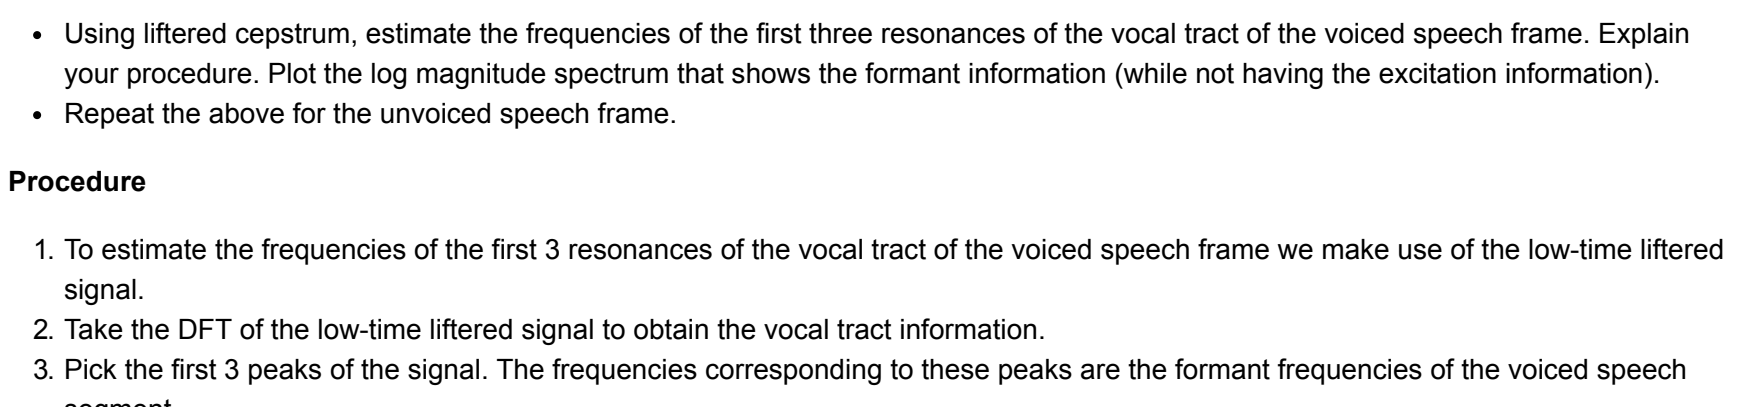 • Using liftered cepstrum, estimate the frequencies of the first three resonances of the vocal tract of the voiced speech frame. Explain
your procedure. Plot the log magnitude spectrum that shows the formant information (while not having the excitation information).
• Repeat the above for the unvoiced speech frame.
Procedure
1. To estimate the frequencies of the first 3 resonances of the vocal tract of the voiced speech frame we make use of the low-time liftered
signal.
2. Take the DFT of the low-time liftered signal to obtain the vocal tract information.
3. Pick the first 3 peaks of the signal. The frequencies corresponding to these peaks are the formant frequencies of the voiced speech